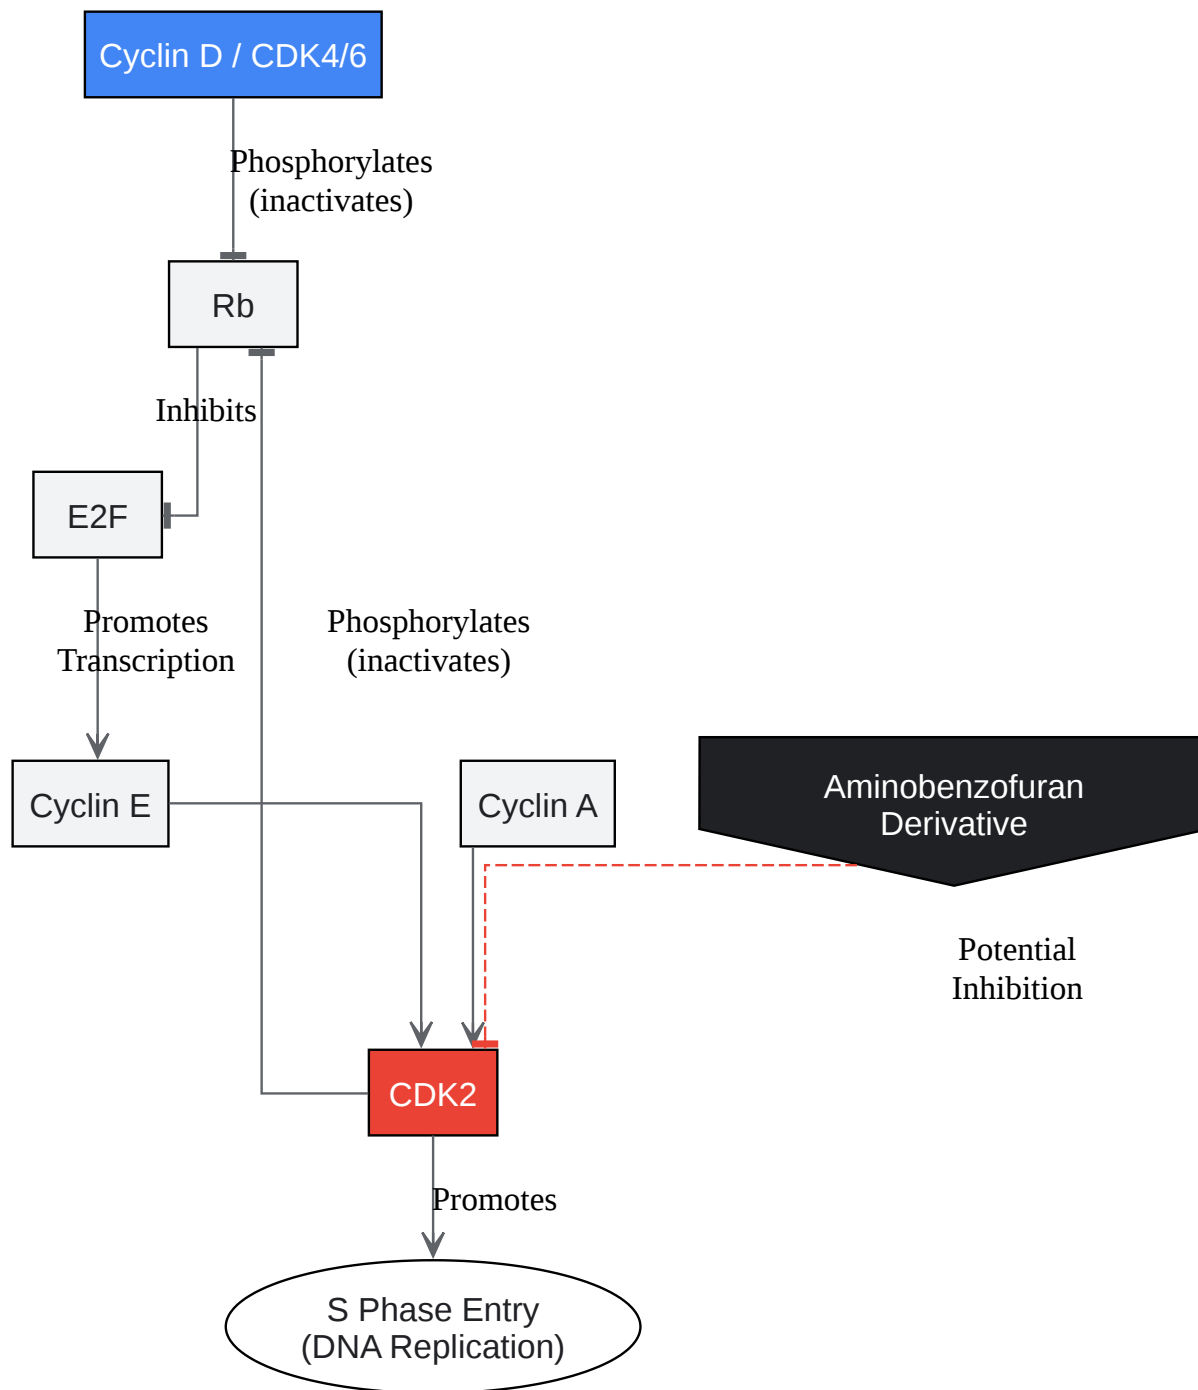 Cyclin D / CDK4/6
Phosphorylates
(inactivates)
Rb
Inhibits
E2F
Promotes
Transcription
Phosphorylates
(inactivates)
Cyclin E
Cyclin A
Aminobenzofuran
Derivative
Potential
Inhibition
CDK2
Promotes
S Phase Entry
(DNA Replication)